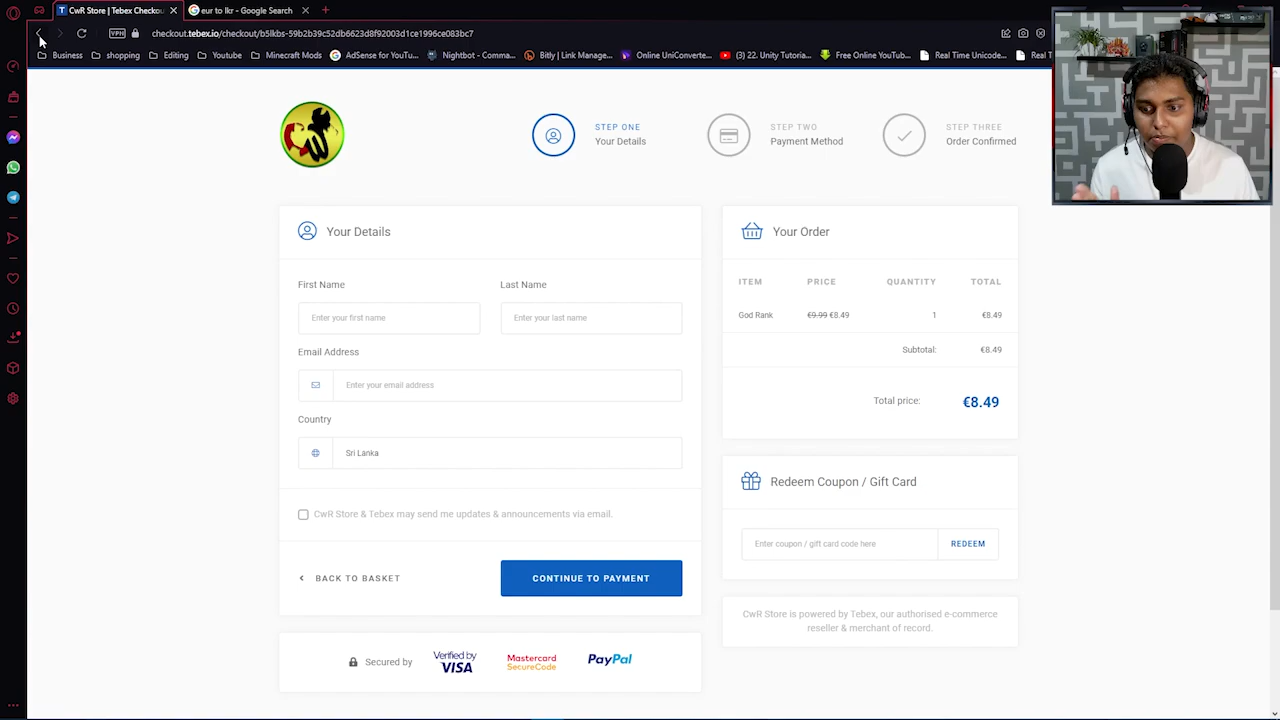 CwR Store | Tebex Checkou
eur to lkr - Google Search
VPN
checkout.tebex.io/checkout/
Business
shopping
Editing
Youtube
Minecraft Mods
AdWords for YouTu...
Nightbot - Comma...
Bitly | Link Manage...
Online UniConverte...
(3) 22. Unity Tutoria...
Free online YouTub...
Real Time Unicode...
Real T
STEP ONE
Your Details
STEP TWO
Payment Method
STEP THREE
Order Confirmed
Your Details
First Name
Last Name
Enter your first name
Enter your last name
Email Address
Enter your email address
Country
Sri Lanka
CwR Store & Tebex may send me updates & announcements via email.
BACK TO BASKET
CONTINUE TO PAYMENT
Secured by
Verified by
VISA
Mastercard
SecureCode
PayPal
Your Order
ITEM PRICE QUANTITY TOTAL
God Rank €9.99 €8.49 1 €8.49
Subtotal: €8.49
Total price: €8.49
Redeem Coupon / Gift Card
Enter coupon / gift card code here
REDEEM
CwR Store is powered by Tebex, our authorised e-commerce
reseller & merchant of record.